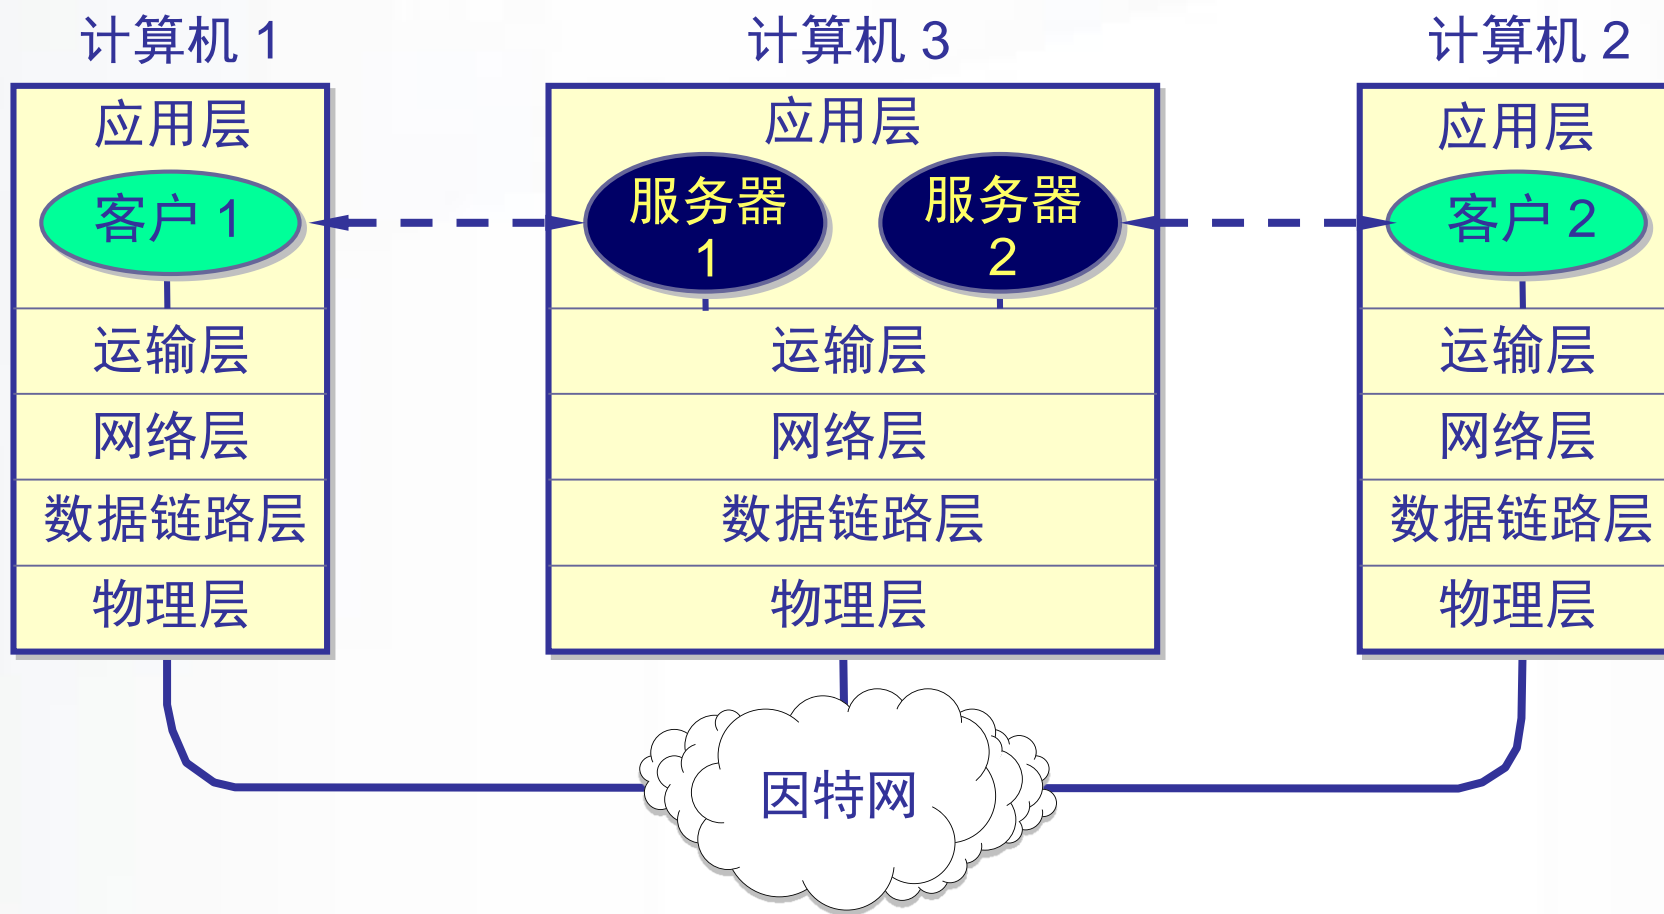 计算机 1
应用层
客户 1
运输层
网络层
数据链路层
物理层
计算机 3
应用层
服务器
1
服务器
2
运输层
网络层
数据链路层
物理层
计算机 2
应用层
客户 2
运输层
网络层
数据链路层
物理层
因特网